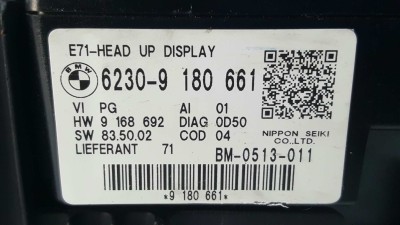 E71-HEAD UP DISPLAY
BMW 6230-9 180 661
VI PG AI 01
HW 9 168 692 DIAG 0D50
SW 83.50.02 COD 04
NIPPON SEIKI CO.,LTD.
LIEFERANT 71 BM-0513-011
*9 180 661*